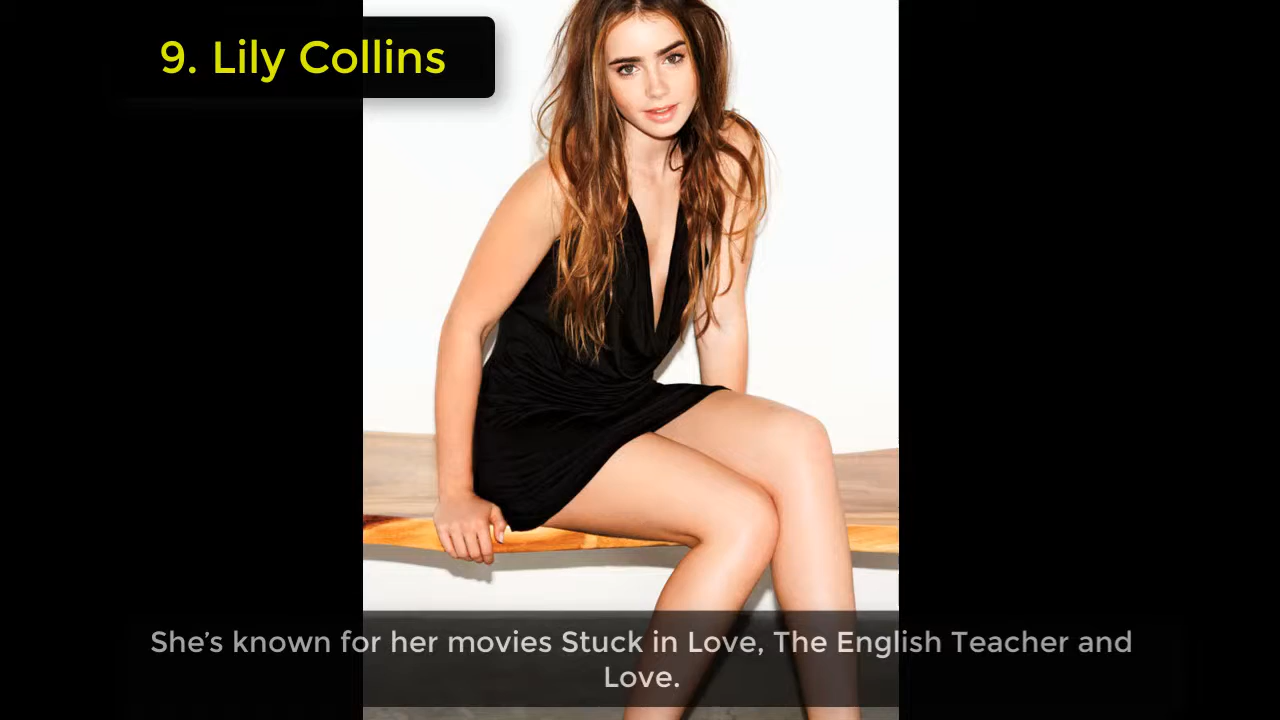 9. Lily Collins
She’s known for her movies Stuck in Love, The English Teacher and
Love.